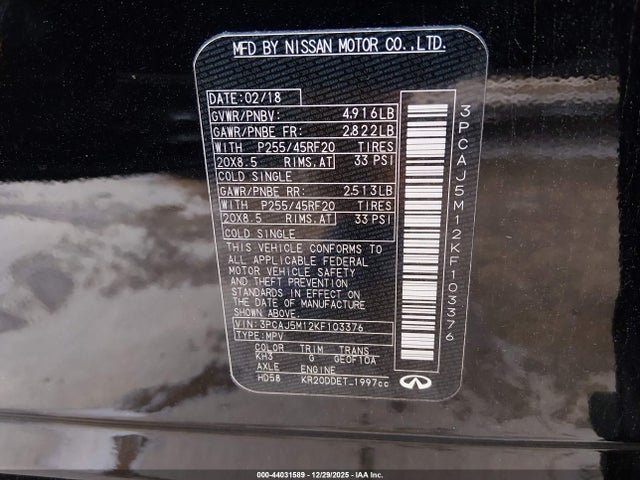 MFD BY NISSAN MOTOR CO.,LTD.
DATE: 02/18
GVWR/PNBV: 4.916LB
GAWR/PNBE FR: 2.822LB
WITH P255/45RF20 TIRES
20X8.5 RIMS.AT 33 PSI
COLD SINGLE
GAWR/PNBE RR: 2.513LB
WITH P255/45RF20 TIRES
20X8.5 RIMS.AT 33 PSI
COLD SINGLE
THIS VEHICLE CONFORMS TO
ALL APPLICABLE FEDERAL
MOTOR VEHICLE SAFETY
AND THEFT PREVENTION
STANDARDS IN EFFECT ON
THE DATE OF MANUFACTURE
SHOWN ABOVE.
VIN: 3PCAJ5M12KF103376
TYPE: MPV
COLOR TRIM TRANS
KH3 G GEOF10A
AXLE ENGINE
HD58 KR20DDET_1997cc
3PCAJ5M12KF103376
000-44031589 - 12/29/2025 - IAA Inc.